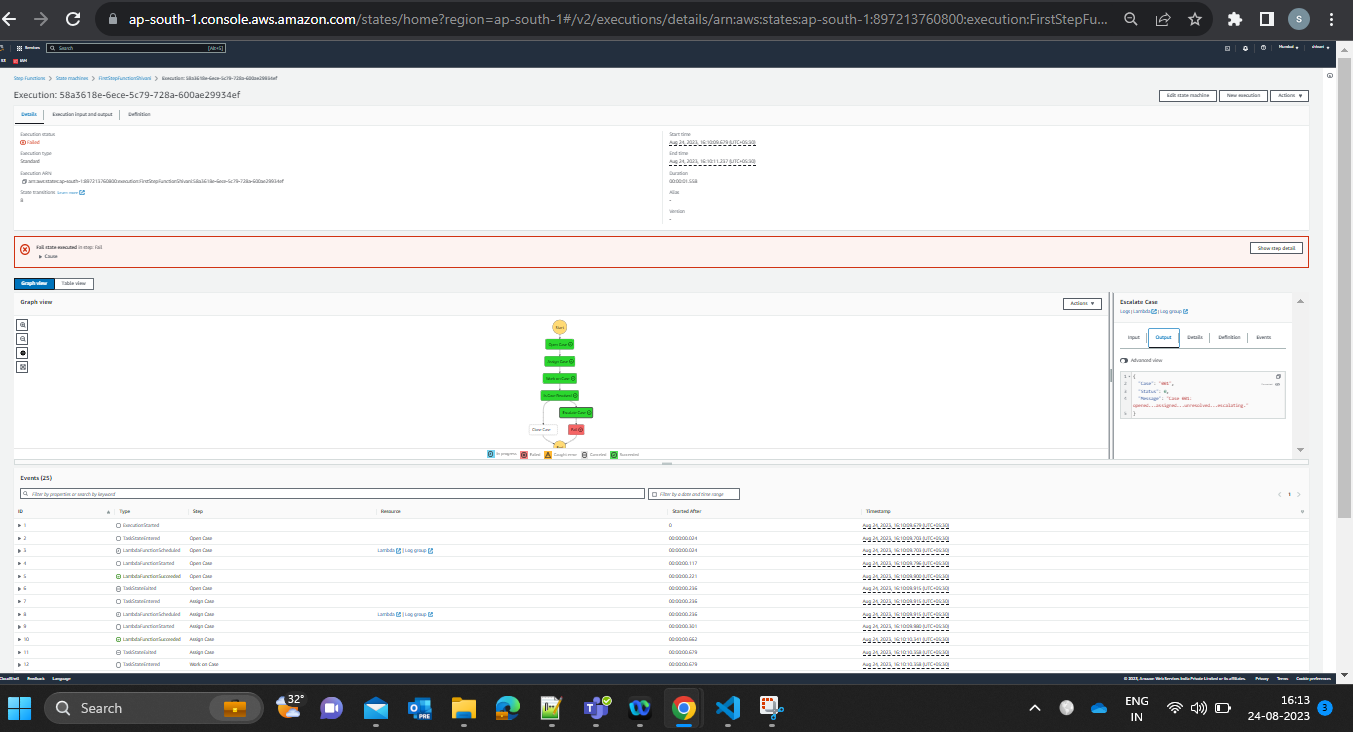 ap-south-1.console.aws.amazon.com/states/home?region=ap-south-1#/v2/executions/details/arn:aws:states:ap-south-1:897213760800:execution:FirstStepFu...
S
Services
Search
[Alt+S]
Mumbai
IAM
Step Functions > State machines > FirstStepFunctionShivani > Execution: 58a3618e-6ece-5c79-728a-600ae29934ef
Execution: 58a3618e-6ece-5c79-728a-600ae29934ef
Edit state machine
New execution
Actions
Details
Execution input and output
Definition
Execution status
Failed
Execution type
Standard
Execution ARN
arn:aws:states:ap-south-1:897213760800:execution:FirstStepFunctionShivani:58a3618e-6ece-5c79-728a-600ae29934ef
State transitions
8
Start time
Aug 24, 2023, 16:10:09.679 (UTC+05:30)
End time
Aug 24, 2023, 16:10:11.237 (UTC+05:30)
Duration
00:00:01.558
Alias
-
Version
-
Fail state executed in step: Fail
Cause
Show step detail
Graph view
Table view
Graph view
Actions
Start
Open Case
Assign Case
Work on Case
Is Case Resolved
Escalate Case
Close Case
Fail
End
In progress
Failed
Caught error
Canceled
Succeeded
Escalate Case
Logs | Lambda | Log group
Input
Output
Details
Definition
Events
Advanced view
1 {
2 "Case": "001",
3 "Status": 0,
"Message": "Case 001:
opened...assigned...unresolved...escalating."
}
Events (25)
Filter by properties or search by keyword
Filter by a date and time range
1
ID Type Step Resource Started After Timestamp
1 ExecutionStarted 0 Aug 24, 2023, 16:10:09.679 (UTC+05:30)
2 TaskStateEntered Open Case 00:00:00.024 Aug 24, 2023, 16:10:09.703 (UTC+05:30)
3 LambdaFunctionScheduled Open Case Lambda | Log group 00:00:00.024 Aug 24, 2023, 16:10:09.703 (UTC+05:30)
4 LambdaFunctionStarted Open Case 00:00:00.117 Aug 24, 2023, 16:10:09.796 (UTC+05:30)
5 LambdaFunctionSucceeded Open Case 00:00:00.221 Aug 24, 2023, 16:10:09.900 (UTC+05:30)
6 TaskStateExited Open Case 00:00:00.236 Aug 24, 2023, 16:10:09.915 (UTC+05:30)
7 TaskStateEntered Assign Case 00:00:00.236 Aug 24, 2023, 16:10:09.915 (UTC+05:30)
8 LambdaFunctionScheduled Assign Case Lambda | Log group 00:00:00.236 Aug 24, 2023, 16:10:09.915 (UTC+05:30)
9 LambdaFunctionStarted Assign Case 00:00:00.301 Aug 24, 2023, 16:10:09.980 (UTC+05:30)
10 LambdaFunctionSucceeded Assign Case 00:00:00.662 Aug 24, 2023, 16:10:10.341 (UTC+05:30)
11 TaskStateExited Assign Case 00:00:00.679 Aug 24, 2023, 16:10:10.358 (UTC+05:30)
12 TaskStateEntered Work on Case 00:00:00.679 Aug 24, 2023, 16:10:10.358 (UTC+05:30)
CloudShell
Feedback
Language
© 2023, Amazon Web Services India Private Limited or its affiliates.
Privacy
Terms
Cookie preferences
Search
32°
PRE
ENG
IN
16:13
24-08-2023
3